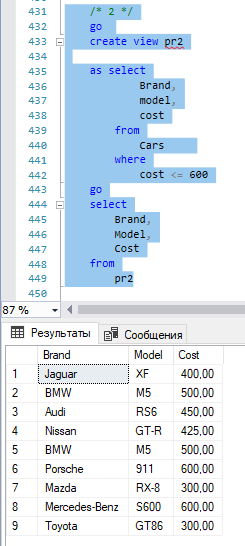 431 /* 2 */
432 go
433 create view pr2
434
435 as select
436 Brand,
437 model,
438 cost
439 from
440 Cars
441 where
442 cost <= 600
443 go
444 select
445 Brand,
446 Model,
447 Cost
448 from
449 pr2
450
87 %
Результаты Сообщения
Brand Model Cost
1 Jaguar XF 400,00
2 BMW M5 500,00
3 Audi RS6 450,00
4 Nissan GT-R 425,00
5 BMW M5 500,00
6 Porsche 911 600,00
7 Mazda RX-8 300,00
8 Mercedes-Benz S600 600,00
9 Toyota GT86 300,00